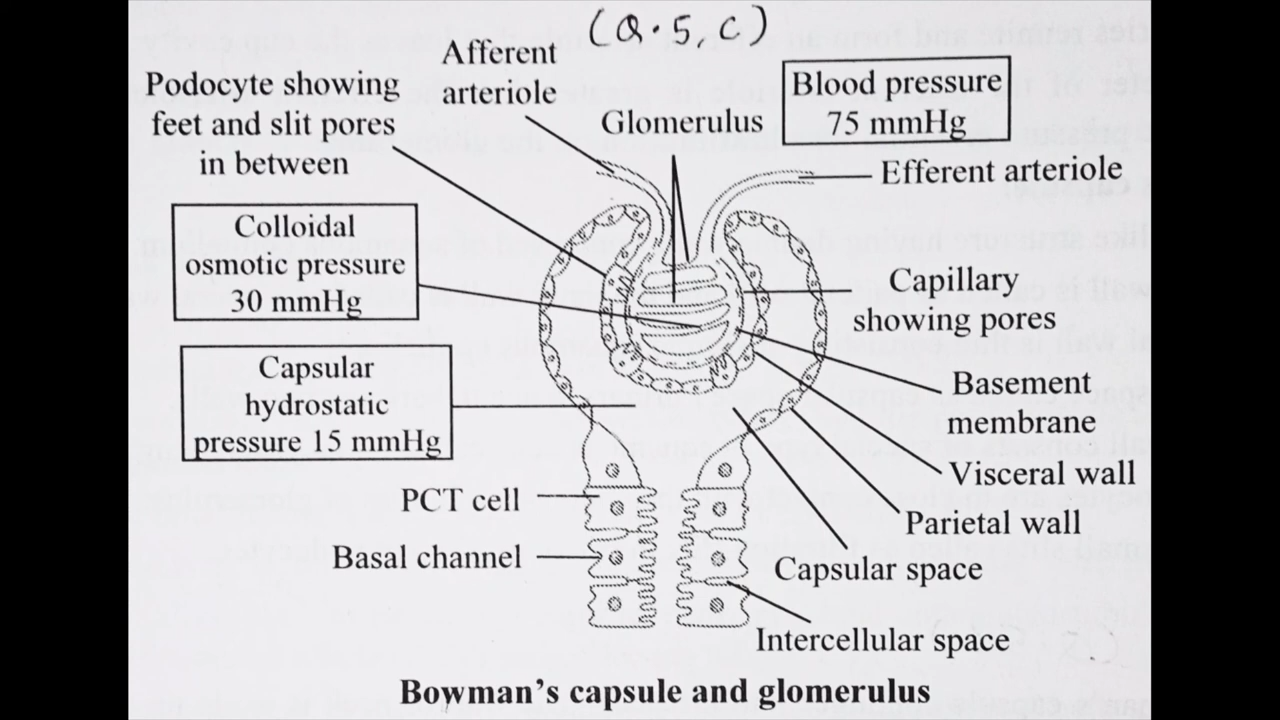 (Q.5, C)
Afferent
arteriole
Podocyte showing
feet and slit pores
in between
Glomerulus
Blood pressure
75 mmHg
Efferent arteriole
Colloidal
osmotic pressure
30 mmHg
Capillary
showing pores
Capsular
hydrostatic
pressure 15 mmHg
Basement
membrane
Visceral wall
PCT cell
Parietal wall
Basal channel
Capsular space
Intercellular space
Bowman's capsule and glomerulus